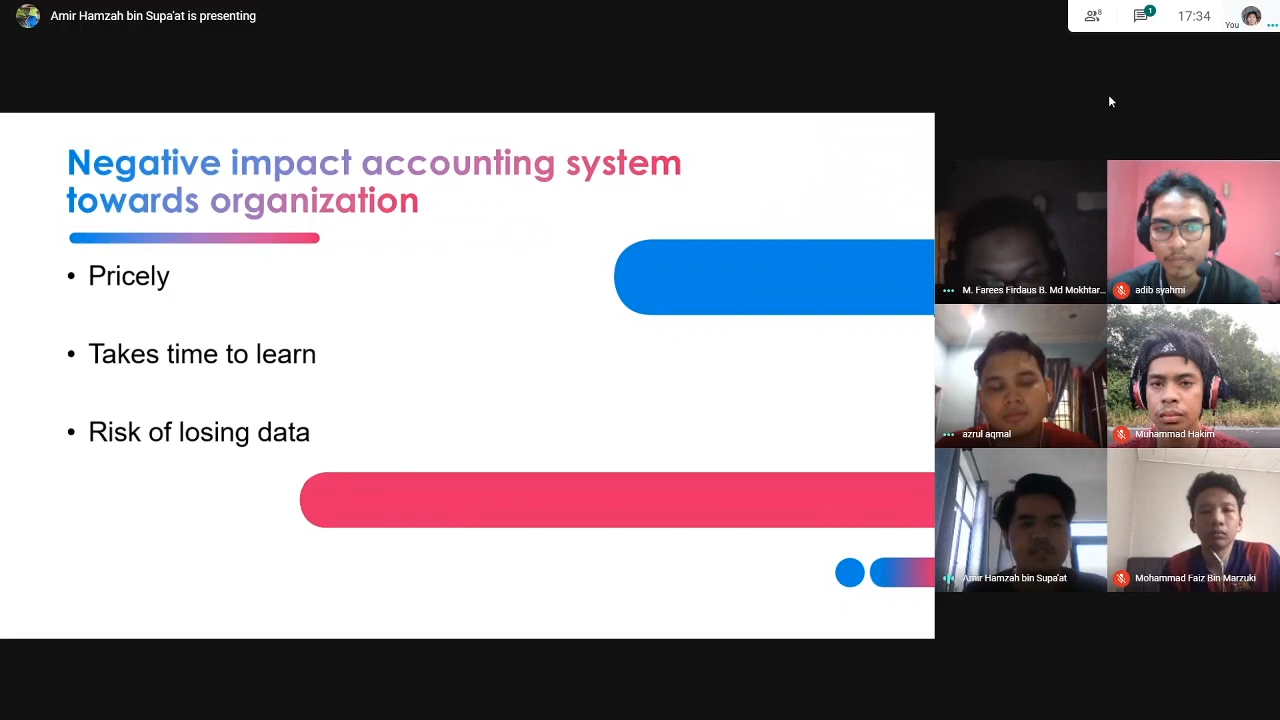 Amir Hamzah bin Supa'at is presenting
8
1
17:34
You
Negative impact accounting system
towards organization
• Pricely
• Takes time to learn
• Risk of losing data
M. Farees Firdaus B. Md Mokhtar...
adib syahmi
azrul aqmal
Muhammad Hakim
Amir Hamzah bin Supa'at
Mohammad Faiz Bin Marzuki